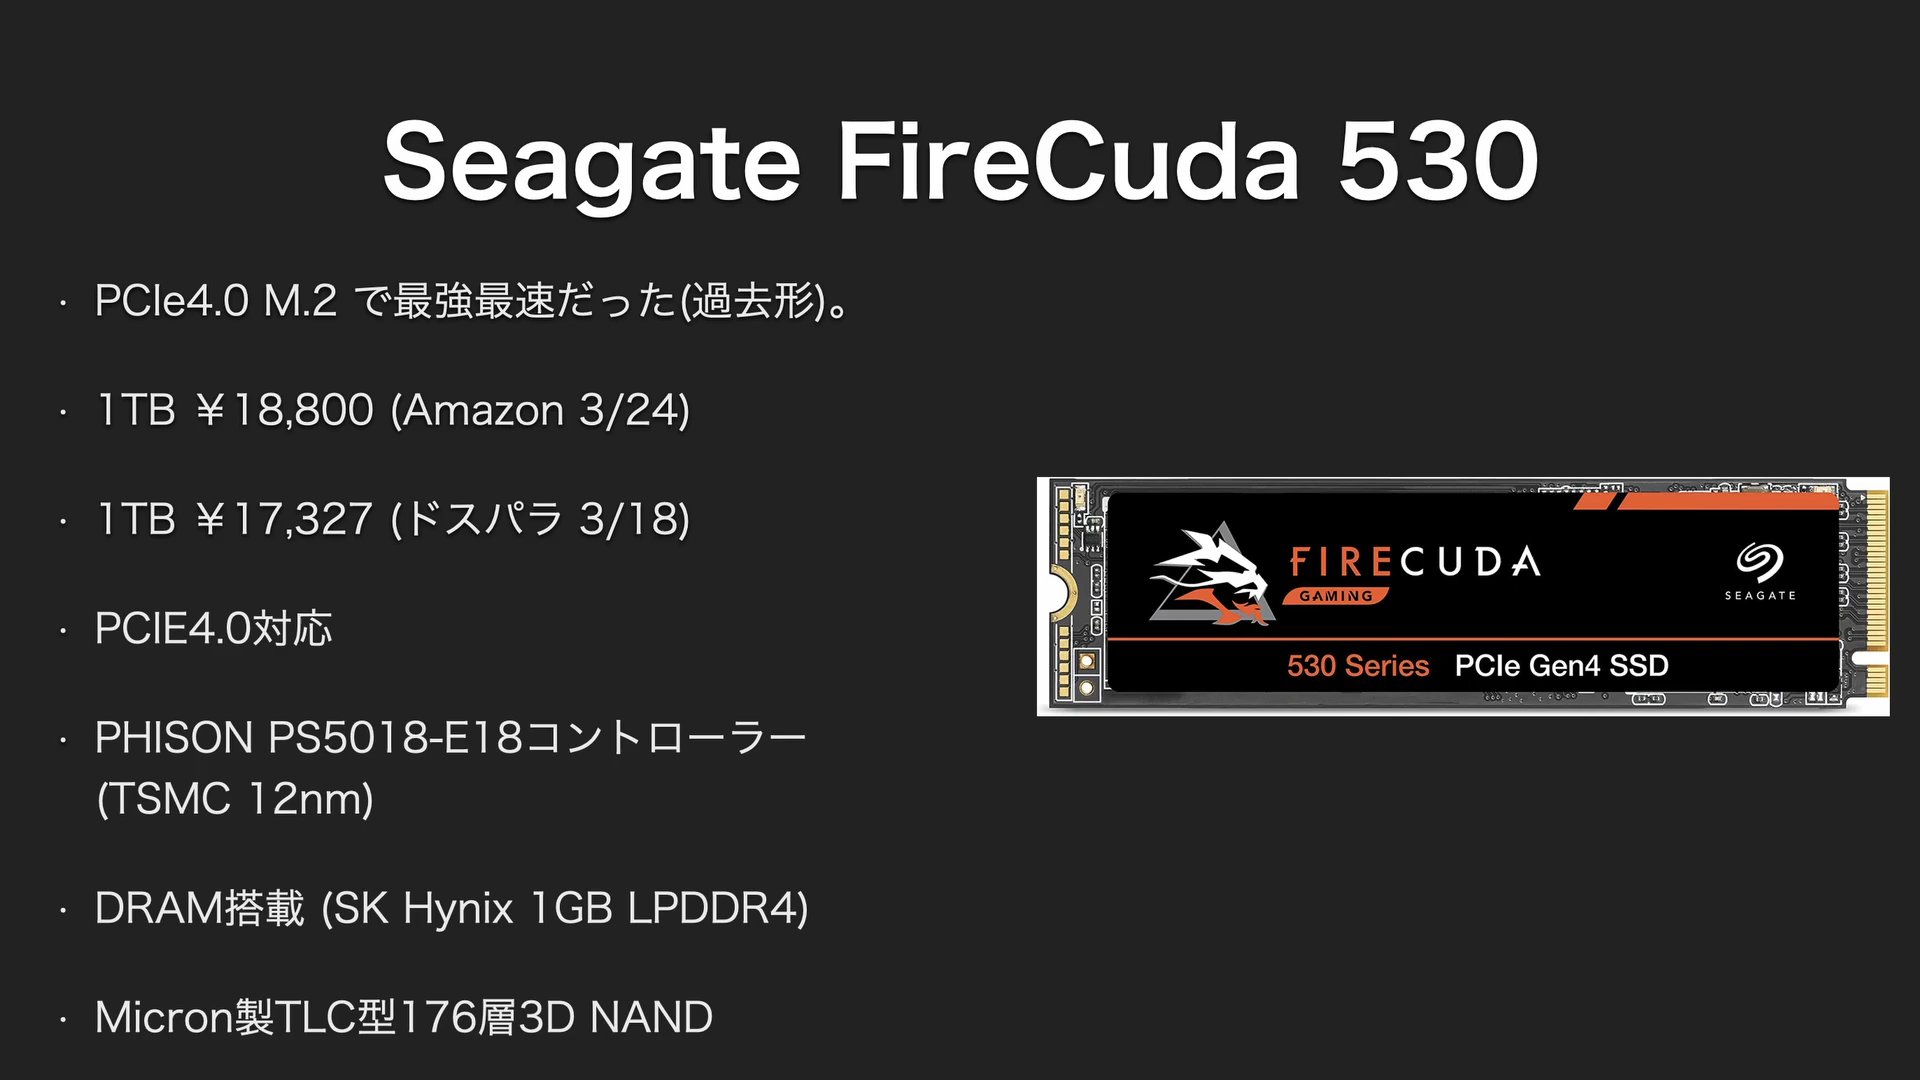 Seagate FireCuda 530
・ PCIe4.0 M.2 で最強最速だった(過去形)。
・ 1TB ￥18,800 (Amazon 3/24)
・ 1TB ￥17,327 (ドスパラ 3/18)
・ PCIE4.0対応
・ PHISON PS5018-E18コントローラー
(TSMC 12nm)
・ DRAM搭載 (SK Hynix 1GB LPDDR4)
・ Micron製TLC型176層3D NAND
FIRECUDA
GAMING
SEAGATE
530 Series PCIe Gen4 SSD